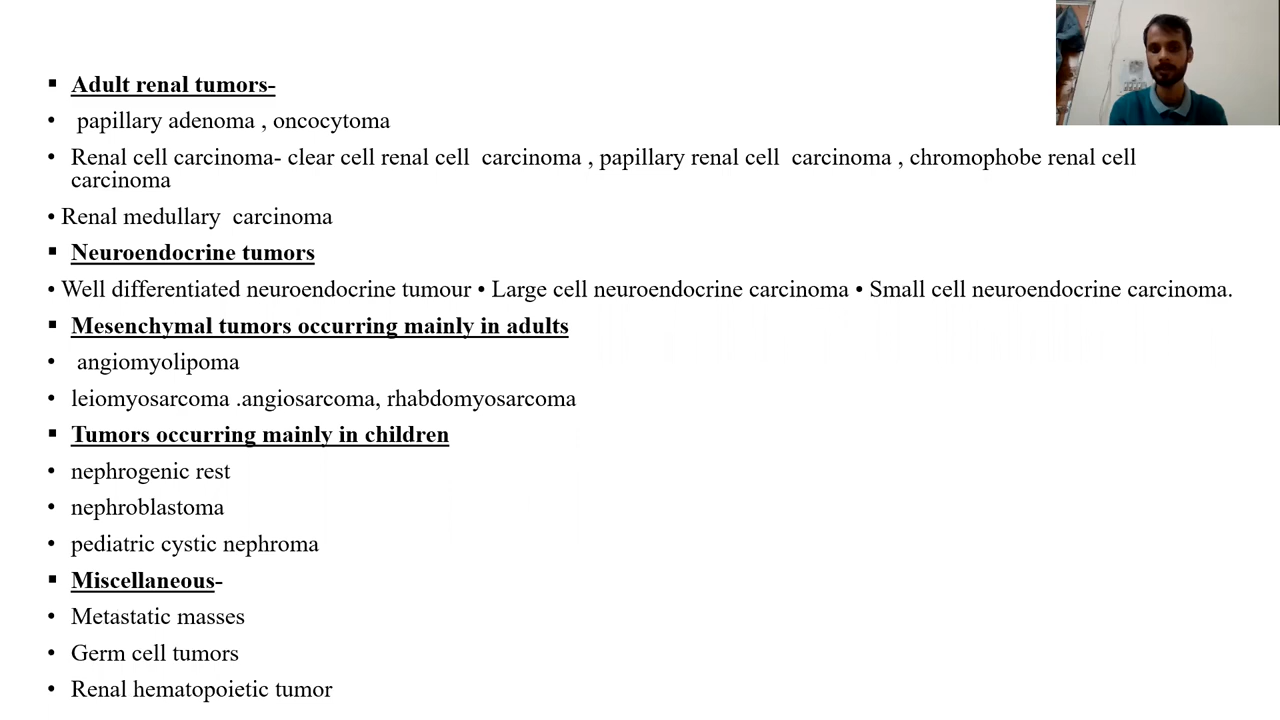 ▪ Adult renal tumors-
• papillary adenoma , oncocytoma
• Renal cell carcinoma- clear cell renal cell carcinoma , papillary renal cell carcinoma , chromophobe renal cell
carcinoma
• Renal medullary carcinoma
▪ Neuroendocrine tumors
• Well differentiated neuroendocrine tumour • Large cell neuroendocrine carcinoma • Small cell neuroendocrine carcinoma.
▪ Mesenchymal tumors occurring mainly in adults
• angiomyolipoma
• leiomyosarcoma .angiosarcoma, rhabdomyosarcoma
▪ Tumors occurring mainly in children
• nephrogenic rest
• nephroblastoma
• pediatric cystic nephroma
▪ Miscellaneous-
• Metastatic masses
• Germ cell tumors
• Renal hematopoietic tumor